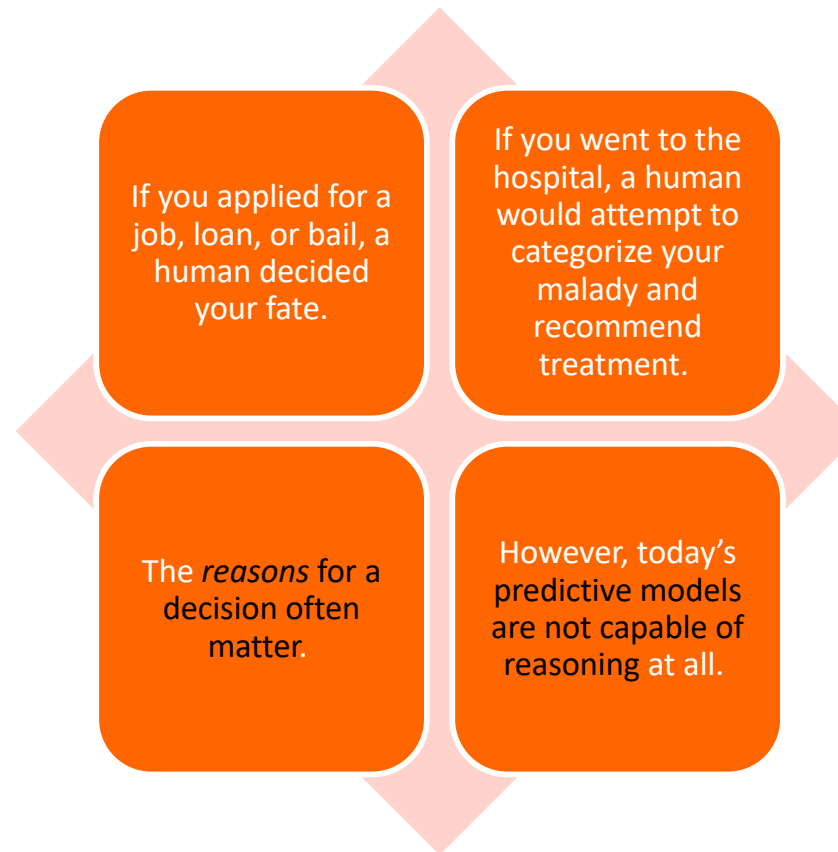 If you applied for a
job, loan, or bail, a
human decided
your fate.
If you went to the
hospital, a human
would attempt to
categorize your
malady and
recommend
treatment.
The reasons for a
decision often
matter.
However, today’s
predictive models
are not capable of
reasoning at all.